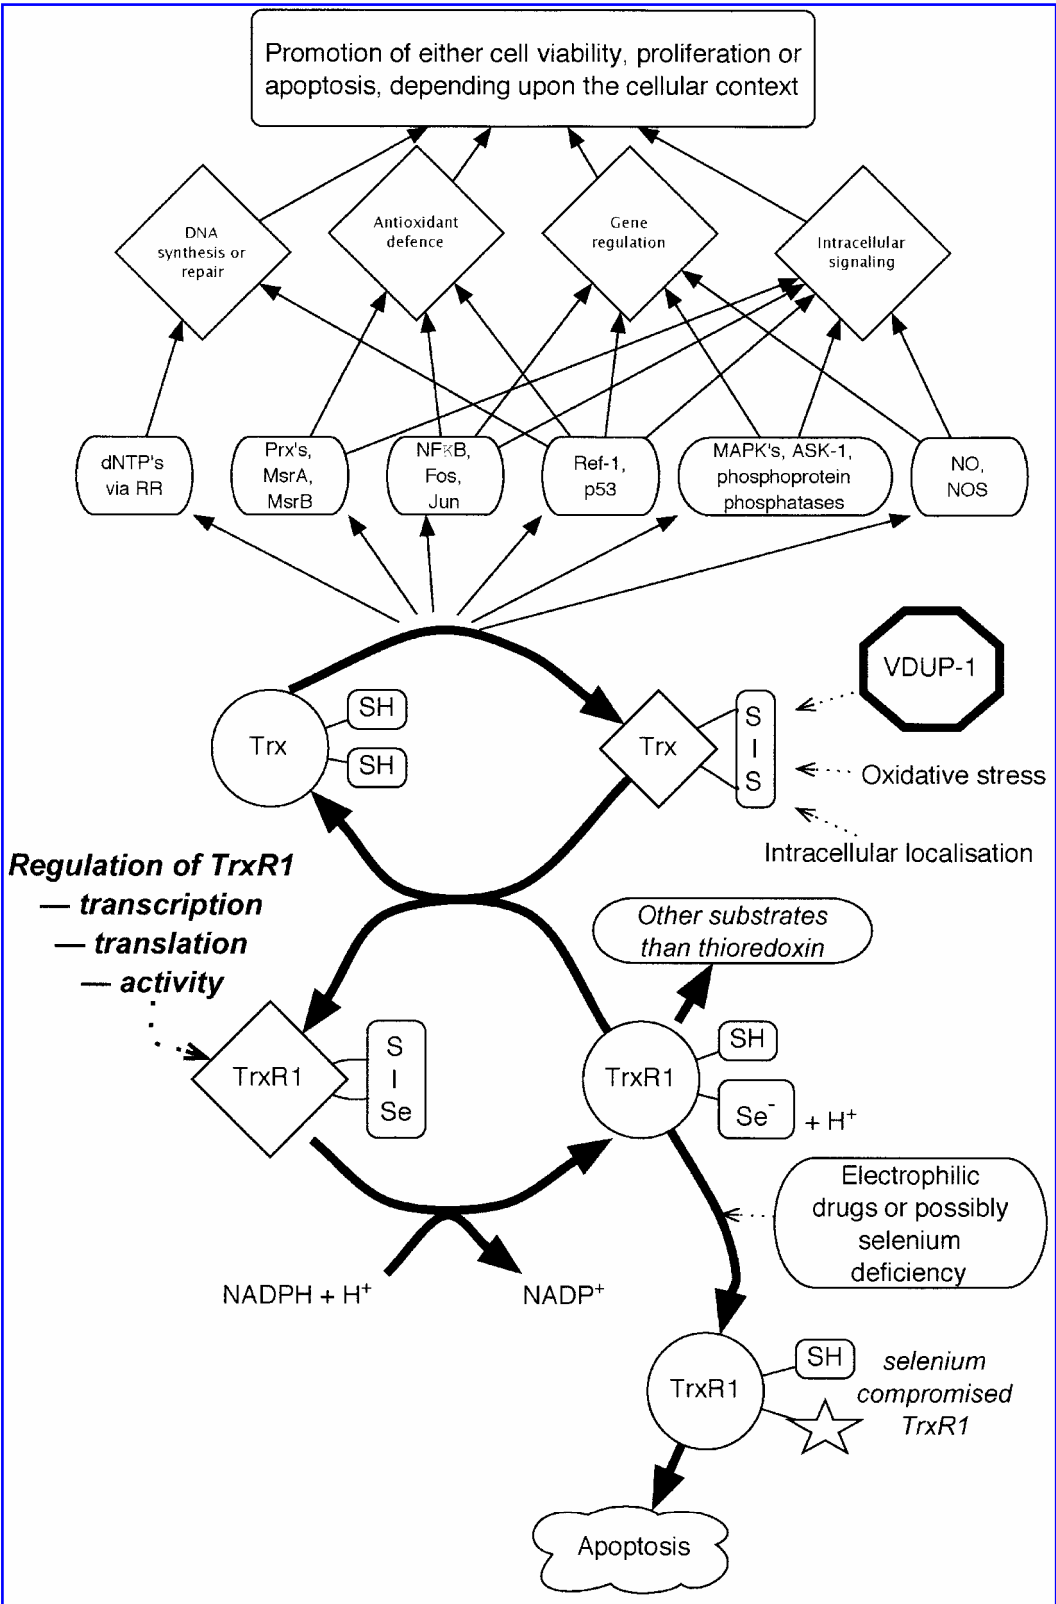 Promotion of either cell viability, proliferation or
apoptosis, depending upon the cellular context
DNA
synthesis or
repair
Antioxidant
defence
Gene
regulation
Intracellular
signaling
dNTP's
via RR
Prx's,
MsrA,
MsrB
NFκB,
Fos,
Jun
Ref-1,
p53
MAPK's, ASK-1,
phosphoprotein
phosphatases
NO,
NOS
VDUP-1
Trx
SH
SH
Trx
S
I
S
Oxidative stress
Intracellular localisation
Regulation of TrxR1
— transcription
— translation
— activity
Other substrates
than thioredoxin
TrxR1
S
I
Se
TrxR1
SH
Se⁻ + H⁺
Electrophilic
drugs or possibly
selenium
deficiency
NADPH + H⁺
NADP⁺
TrxR1
SH
selenium
compromised
TrxR1
Apoptosis